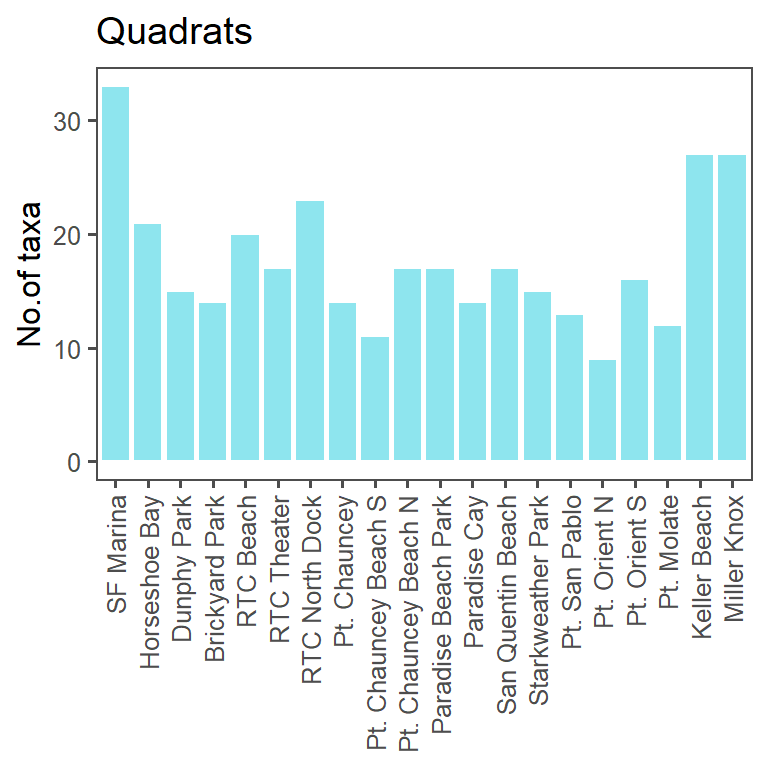 Quadrats
No.of taxa
30
20
10
0
SF Marina
Horseshoe Bay
Dunphy Park
Brickyard Park
RTC Beach
RTC Theater
RTC North Dock
Pt. Chauncey
Pt. Chauncey Beach S
Pt. Chauncey Beach N
Paradise Beach Park
Paradise Cay
San Quentin Beach
Starkweather Park
Pt. San Pablo
Pt. Orient N
Pt. Orient S
Pt. Molate
Keller Beach
Miller Knox